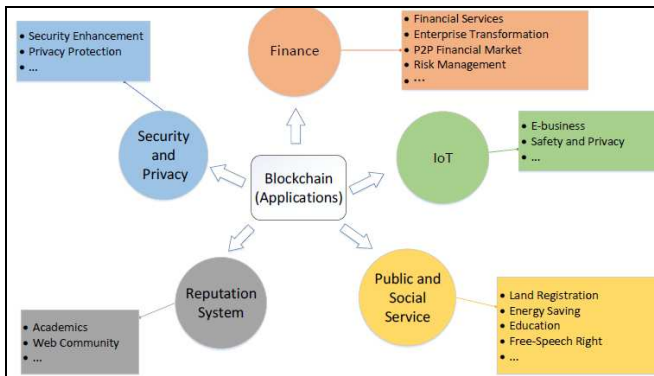 • Security Enhancement
• Privacy Protection
• ...
Finance
• Financial Services
• Enterprise Transformation
• P2P Financial Market
• Risk Management
• ...
Security
and
Privacy
Blockchain
(Applications)
IoT
• E-business
• Safety and Privacy
• ...
Reputation
System
• Academics
• Web Community
• ...
Public and
Social
Service
• Land Registration
• Energy Saving
• Education
• Free-Speech Right
• ...